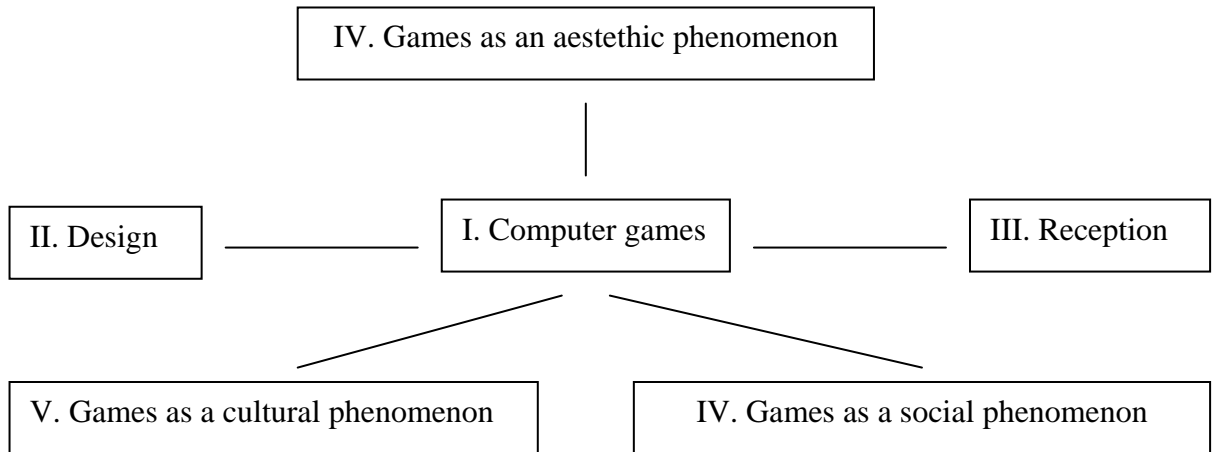 IV. Games as an aestethic phenomenon
II. Design
I. Computer games
III. Reception
V. Games as a cultural phenomenon
IV. Games as a social phenomenon